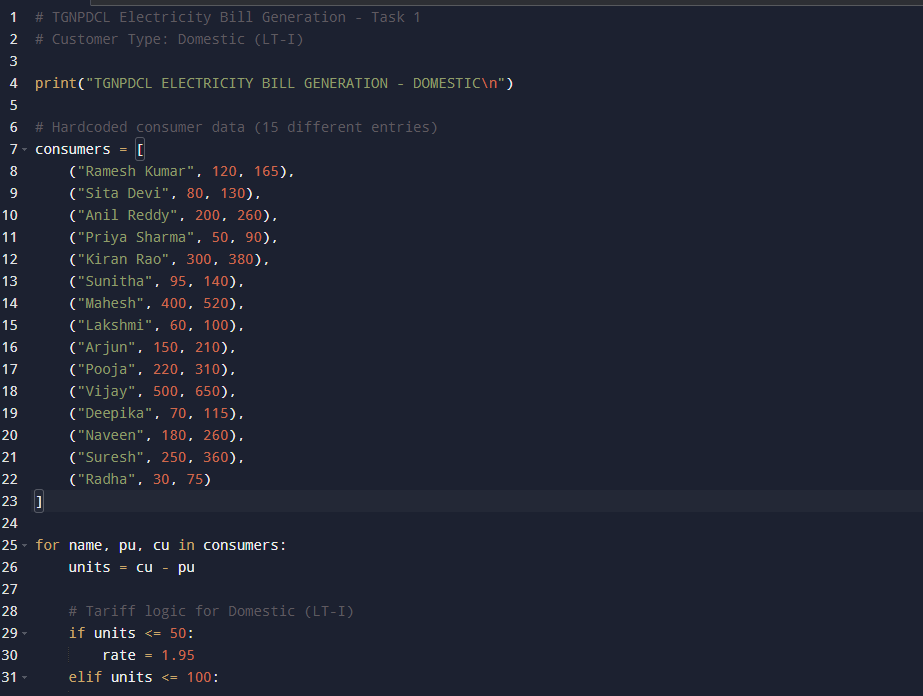 1 # TGNPDCL Electricity Bill Generation - Task 1
2 # Customer Type: Domestic (LT-I)
3
4 print("TGNPDCL ELECTRICITY BILL GENERATION - DOMESTIC\n")
5
6 # Hardcoded consumer data (15 different entries)
7 consumers = [
8     ("Ramesh Kumar", 120, 165),
9     ("Sita Devi", 80, 130),
10     ("Anil Reddy", 200, 260),
11     ("Priya Sharma", 50, 90),
12     ("Kiran Rao", 300, 380),
13     ("Sunitha", 95, 140),
14     ("Mahesh", 400, 520),
15     ("Lakshmi", 60, 100),
16     ("Arjun", 150, 210),
17     ("Pooja", 220, 310),
18     ("Vijay", 500, 650),
19     ("Deepika", 70, 115),
20     ("Naveen", 180, 260),
21     ("Suresh", 250, 360),
22     ("Radha", 30, 75)
23 ]
24
25 for name, pu, cu in consumers:
26     units = cu - pu
27
28     # Tariff logic for Domestic (LT-I)
29     if units <= 50:
30         rate = 1.95
31     elif units <= 100: